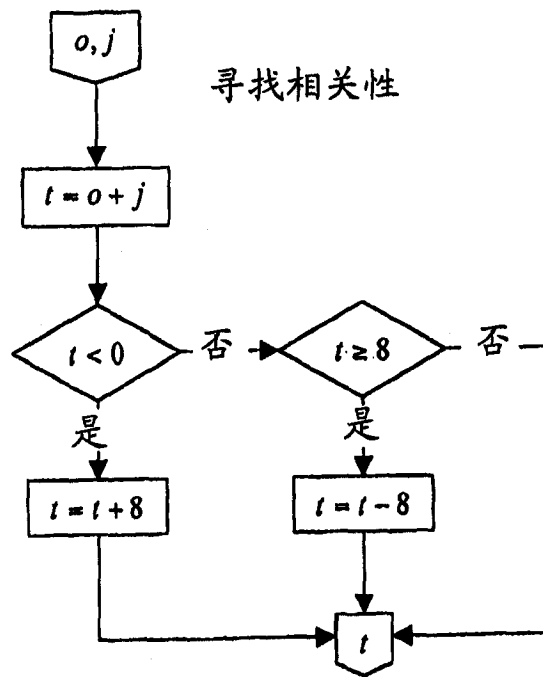 o, j
寻找相关性
t = o + j
t < 0
否
t ≥ 8
否
是
是
t = t + 8
t = t − 8
t